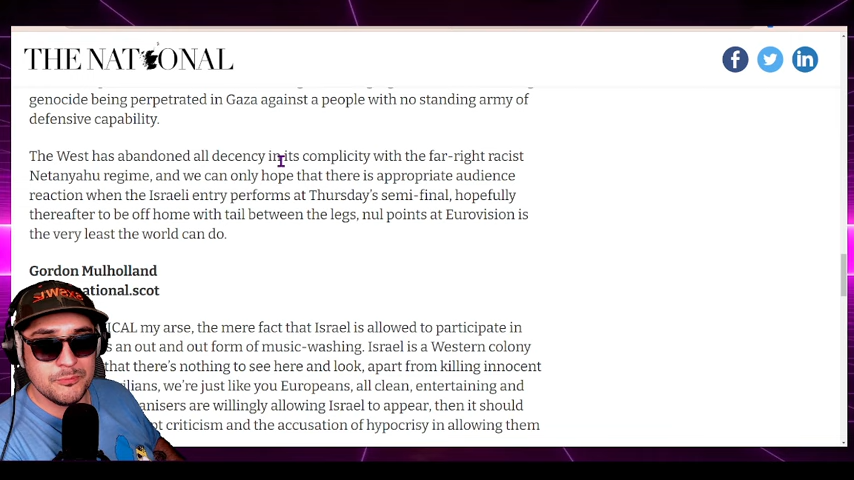 THE NATIONAL
genocide being perpetrated in Gaza against a people with no standing army of
defensive capability.
The West has abandoned all decency in its complicity with the far-right racist
Netanyahu regime, and we can only hope that there is appropriate audience
reaction when the Israeli entry performs at Thursday's semi-final, hopefully
thereafter to be off home with tail between the legs, nul points at Eurovision is
the very least the world can do.
Gordon Mulholland
ational.scot
ICAL my arse, the mere fact that Israel is allowed to participate in
s an out and out form of music-washing. Israel is a Western colony
that there's nothing to see here and look, apart from killing innocent
ilians, we're just like you Europeans, all clean, entertaining and
anisers are willingly allowing Israel to appear, then it should
pt criticism and the accusation of hypocrisy in allowing them